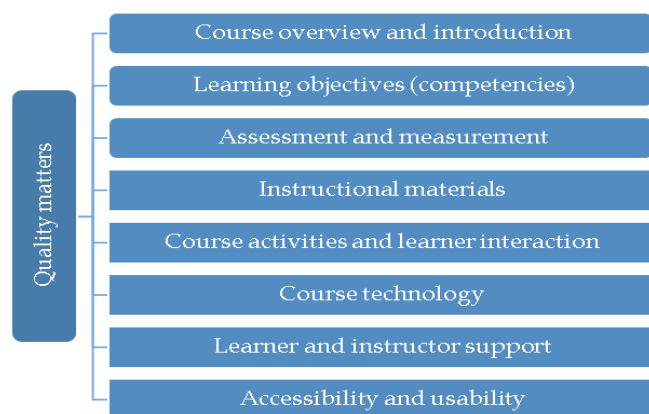 Quality matters
Course overview and introduction
Learning objectives (competencies)
Assessment and measurement
Instructional materials
Course activities and learner interaction
Course technology
Learner and instructor support
Accessibility and usability